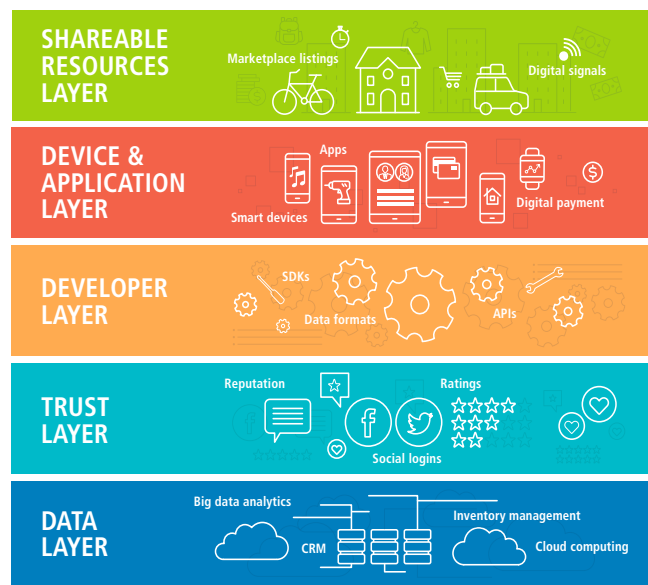 SHAREABLE
RESOURCES
LAYER
Marketplace listings
Digital signals
DEVICE &
APPLICATION
LAYER
Apps
Smart devices
Digital payment
DEVELOPER
LAYER
SDKs
Data formats
APIs
TRUST
LAYER
Reputation
Ratings
Social logins
DATA
LAYER
Big data analytics
Inventory management
CRM
Cloud computing